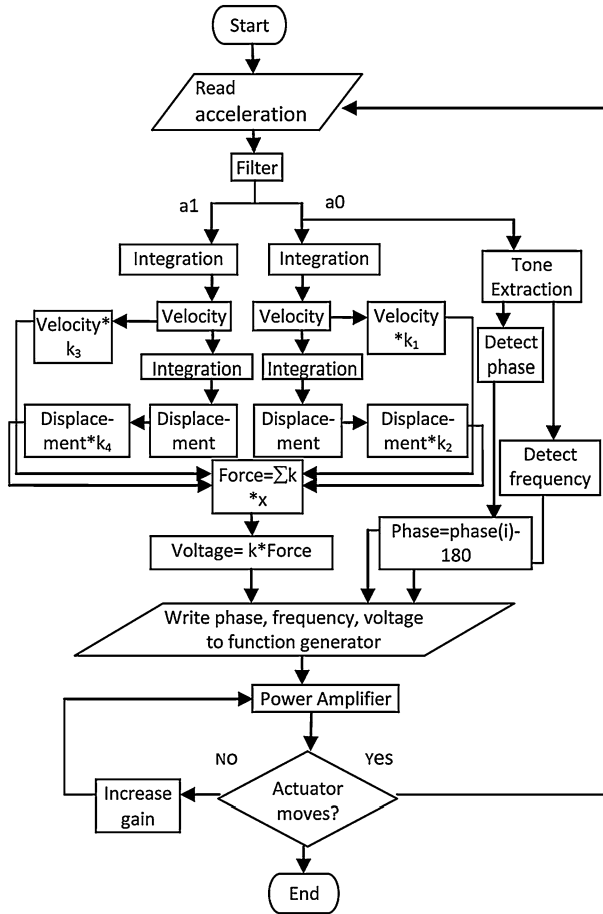 Start
Read
acceleration
Filter
a1
a0
Integration
Integration
Tone
Extraction
Velocity*
k₃
Velocity
Velocity
Velocity
*k₁
Detect
phase
Integration
Integration
Displace-
ment*k₄
Displace-
ment
Displace-
ment
Displace-
ment*k₂
Detect
frequency
Force=∑k
*x
Voltage= k*Force
Phase=phase(i)-
180
Write phase, frequency, voltage
to function generator
Power Amplifier
NO
Yes
Increase
gain
Actuator
moves?
End